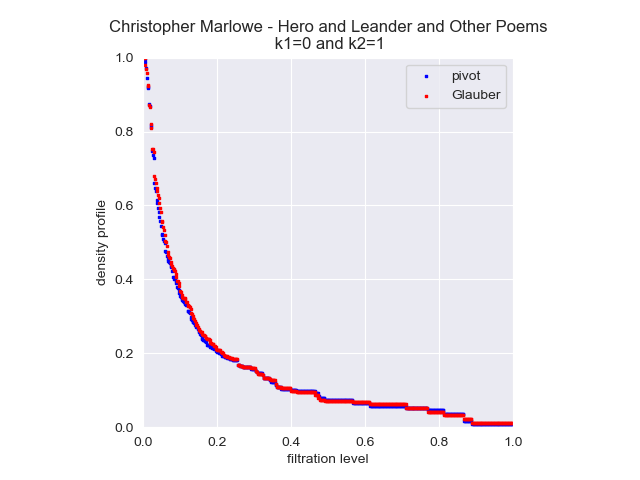 Christopher Marlowe - Hero and Leander and Other Poems
k1=0 and k2=1
1.0
pivot
Glauber
0.8
0.6
density profile
0.4
0.2
0.0
0.0 0.2 0.4 0.6 0.8 1.0
filtration level